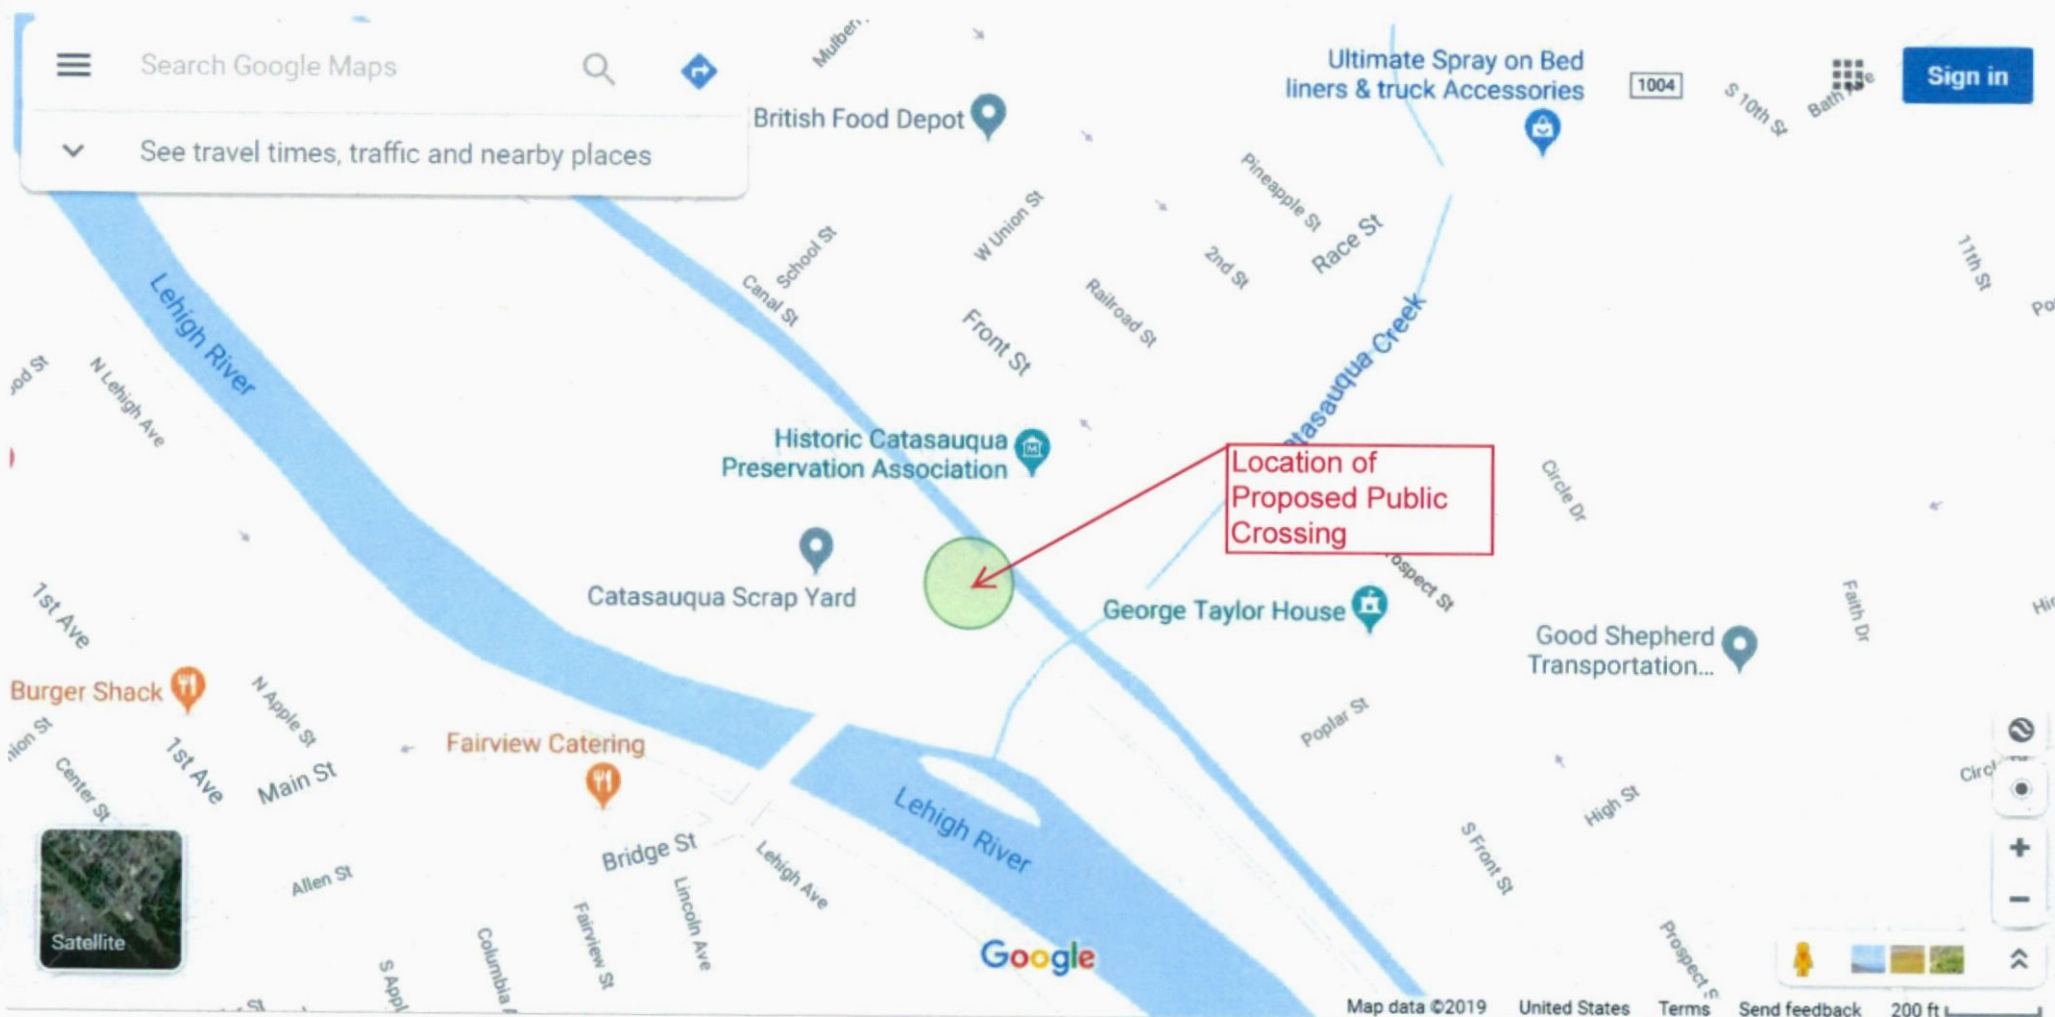 Search Google Maps
See travel times, traffic and nearby places
British Food Depot
Ultimate Spray on Bed
liners & truck Accessories
1004
S 10th St
Sign in
Pineapple St
W Union St
School St
Race St
2nd St
11th St
Canal St
Railroad St
Front St
Lehigh River
N Lehigh Ave
Historic Catasauqua
Preservation Association
Location of
Proposed Public
Crossing
Circle Dr
Catasauqua Scrap Yard
George Taylor House
Faith Dr
1st Ave
Good Shepherd
Transportation...
Burger Shack
N Apple St
Poplar St
Fairview Catering
1st Ave
Main St
Center St
Lehigh River
High St
Bridge St
Lehigh Ave
S Front St
Allen St
Lincoln Ave
Fairview St
Columbia
Satellite
Google
Map data ©2019 United States Terms Send feedback 200 ft